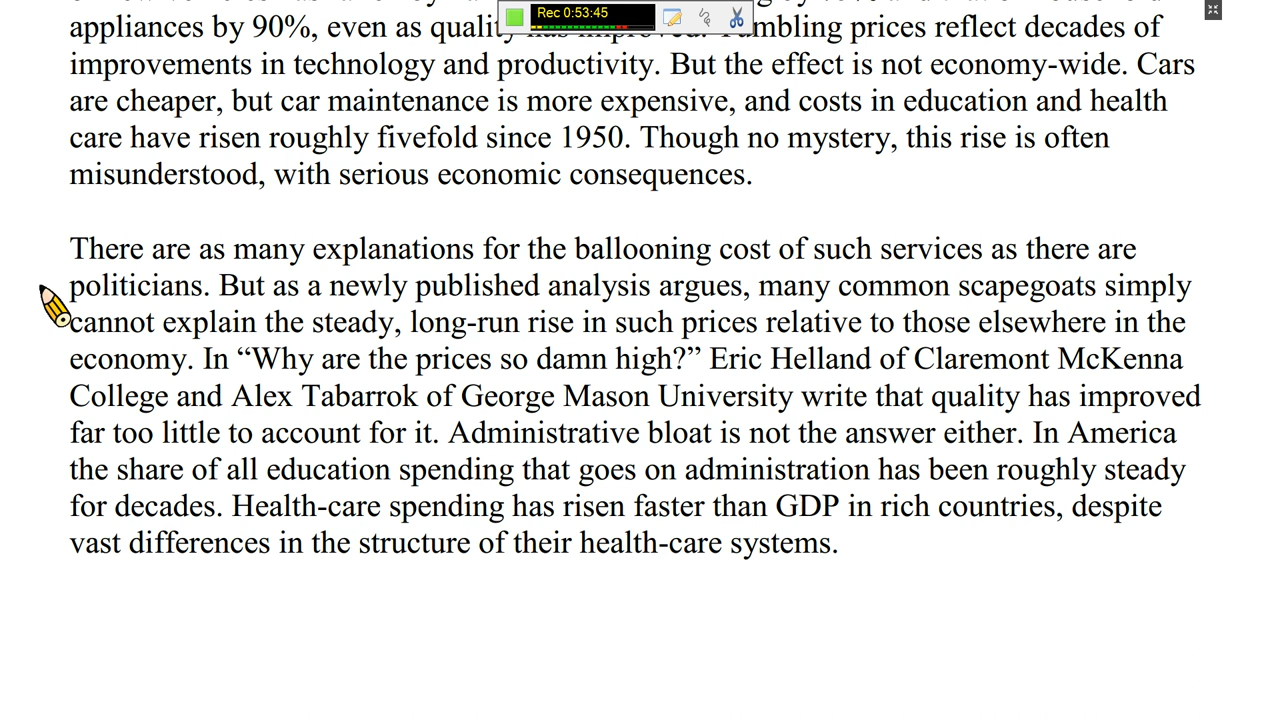 Rec 0:53:45
appliances by 90%, even as quality has improved. Tumbling prices reflect decades of
improvements in technology and productivity. But the effect is not economy-wide. Cars
are cheaper, but car maintenance is more expensive, and costs in education and health
care have risen roughly fivefold since 1950. Though no mystery, this rise is often
misunderstood, with serious economic consequences.
There are as many explanations for the ballooning cost of such services as there are
politicians. But as a newly published analysis argues, many common scapegoats simply
cannot explain the steady, long-run rise in such prices relative to those elsewhere in the
economy. In “Why are the prices so damn high?” Eric Helland of Claremont McKenna
College and Alex Tabarrok of George Mason University write that quality has improved
far too little to account for it. Administrative bloat is not the answer either. In America
the share of all education spending that goes on administration has been roughly steady
for decades. Health-care spending has risen faster than GDP in rich countries, despite
vast differences in the structure of their health-care systems.